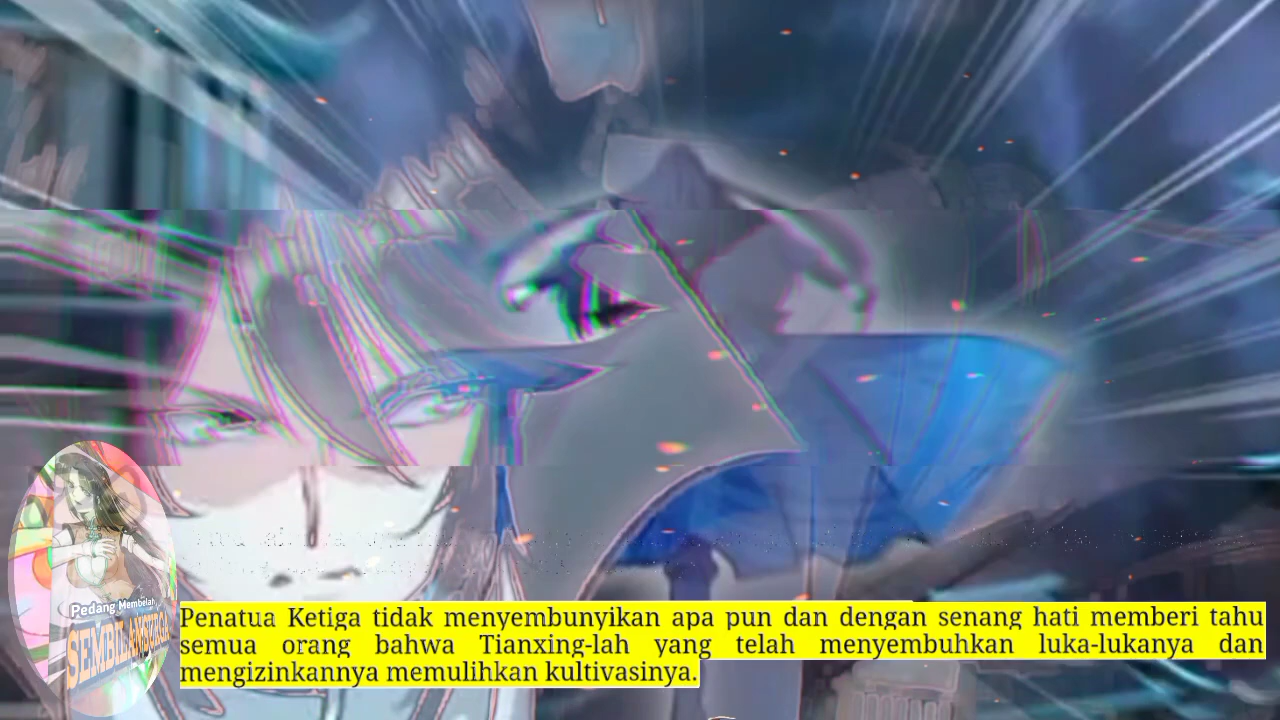 Pedang Membelah
SEMBILAN SURGA
Penatua Ketiga tidak menyembunyikan apa pun dan dengan senang hati memberi tahu
semua orang bahwa Tianxing-lah yang telah menyembuhkan luka-lukanya dan
mengizinkannya memulihkan kultivasinya.